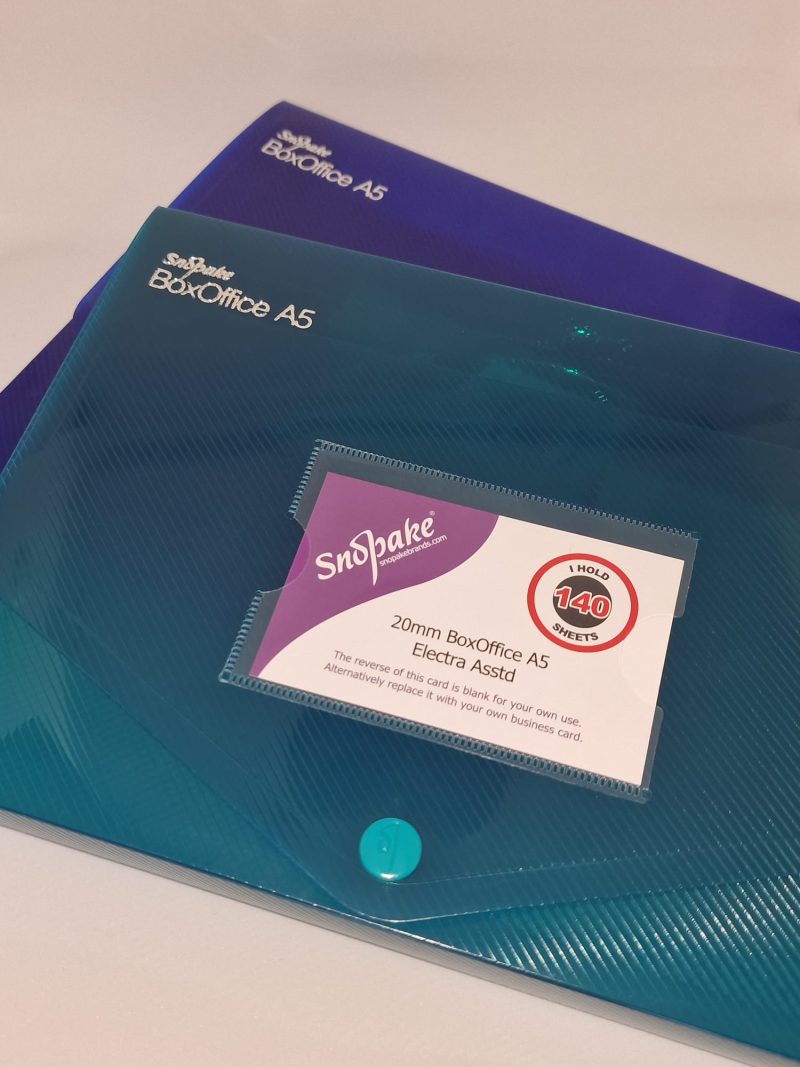 Snopake
BoxOffice A5
Snopake
BoxOffice A5
Snopake®
snopakebrands.com
I HOLD
140
SHEETS
20mm BoxOffice A5
Electra Asstd
The reverse of this card is blank for your own use.
Alternatively replace it with your own business card.